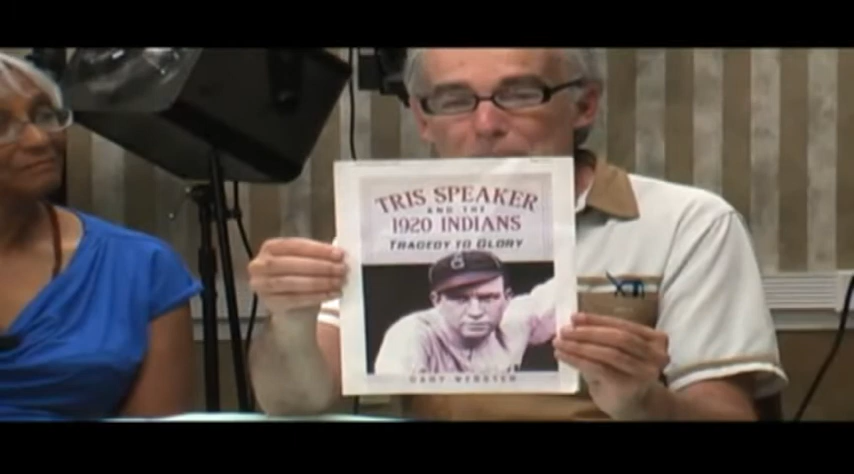 TRIS SPEAKER
AND THE
1920 INDIANS
TRAGEDY TO GLORY
GARY WEBSTER